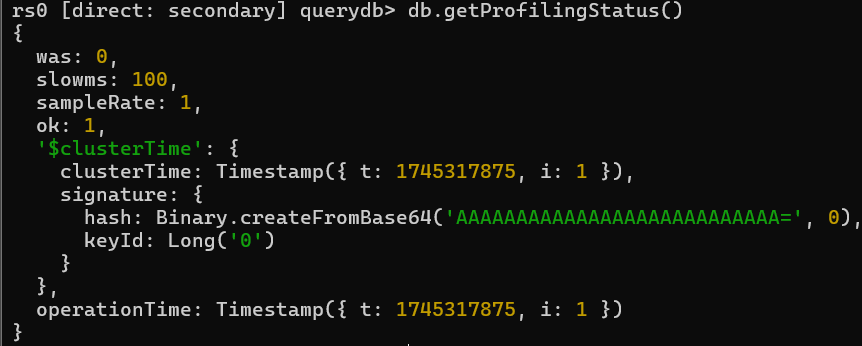 rs0 [direct: secondary] querydb> db.getProfilingStatus()
{
  was: 0,
  slowms: 100,
  sampleRate: 1,
  ok: 1,
  '$clusterTime': {
    clusterTime: Timestamp({ t: 1745317875, i: 1 }),
    signature: {
      hash: Binary.createFromBase64('AAAAAAAAAAAAAAAAAAAAAAAAAAA=', 0),
      keyId: Long('0')
    }
  },
  operationTime: Timestamp({ t: 1745317875, i: 1 })
}